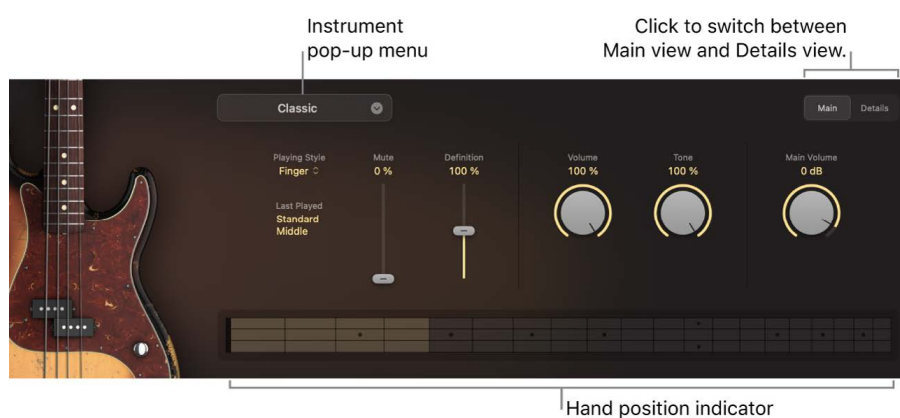 Instrument
pop-up menu
Click to switch between
Main view and Details view.
Classic
Main
Details
Playing Style
Finger
Mute
0 %
Definition
100 %
Volume
100 %
Tone
100 %
Main Volume
0 dB
Last Played
Standard
Middle
Hand position indicator